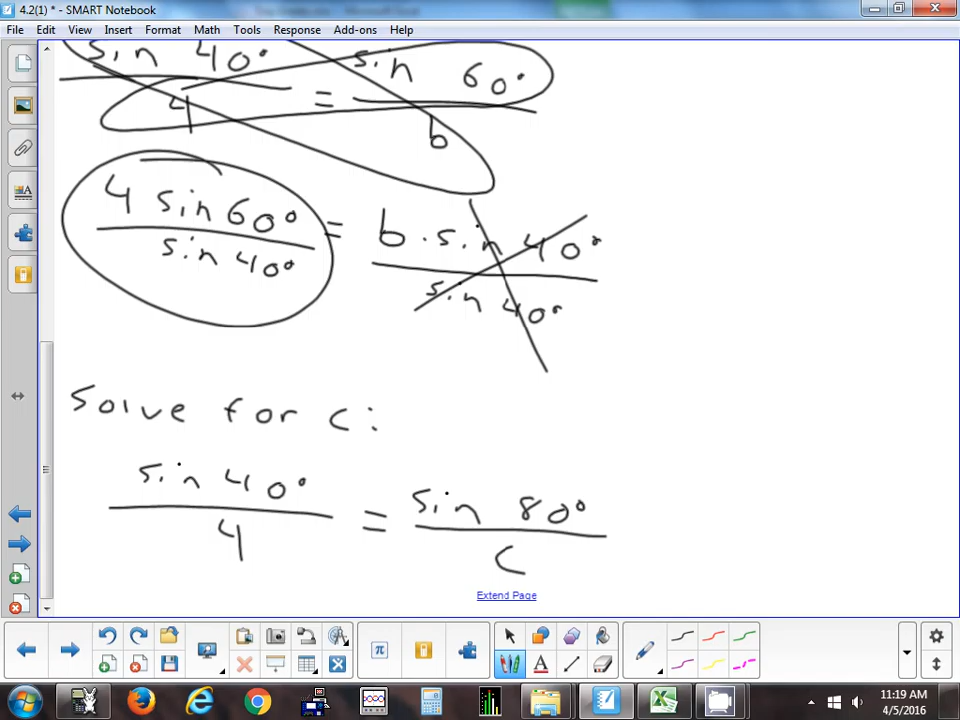 4.2(1) * - SMART Notebook
File Edit View Insert Format Math Tools Response Add-ons Help
sin 40° / 4 = sin 60° / b
4 sin 60° / sin 40° = b · sin 40° / sin 40°
Solve for c:
sin 40° / 4 = sin 80° / c
Extend Page
11:19 AM
4/5/2016